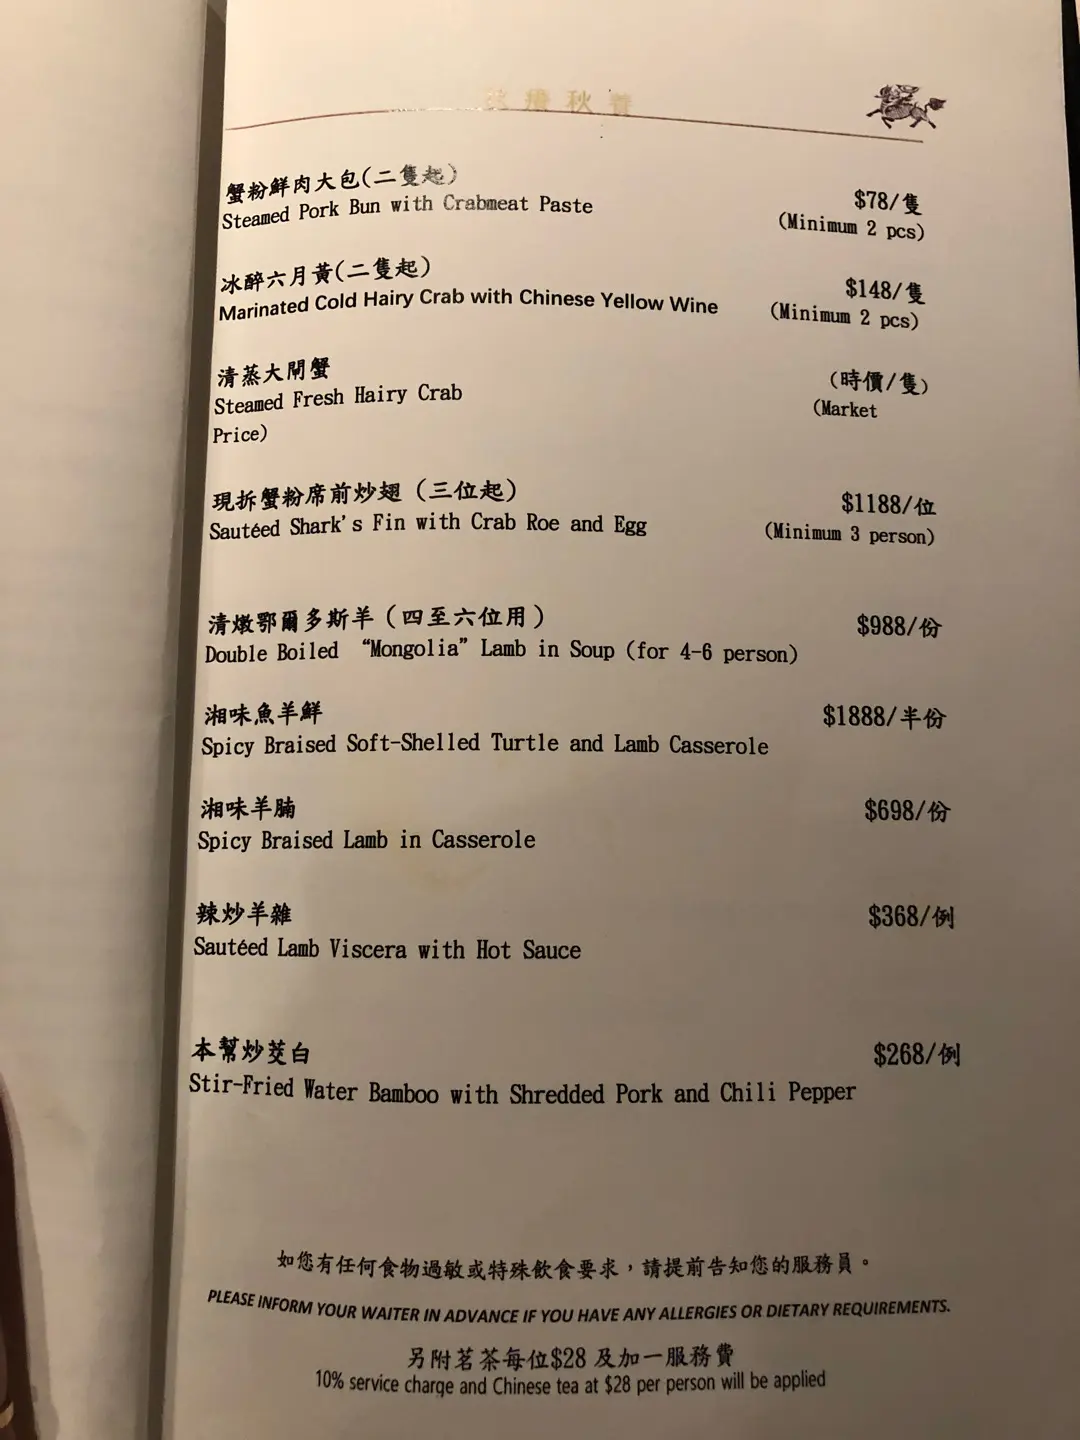 秋養
蟹粉鮮肉大包(二隻起)
Steamed Pork Bun with Crabmeat Paste
$78/隻
(Minimum 2 pcs)
冰醉六月黃(二隻起)
Marinated Cold Hairy Crab with Chinese Yellow Wine
$148/隻
(Minimum 2 pcs)
清蒸大閘蟹
(時價/隻)
Steamed Fresh Hairy Crab
(Market
Price)
現拆蟹粉席前炒翅 (三位起)
$1188/位
Sautéed Shark's Fin with Crab Roe and Egg
(Minimum 3 person)
清燉鄂爾多斯羊 (四至六位用)
$988/份
Double Boiled “Mongolia” Lamb in Soup (for 4-6 person)
湘味魚羊鮮
$1888/半份
Spicy Braised Soft-Shelled Turtle and Lamb Casserole
湘味羊腩
$698/份
Spicy Braised Lamb in Casserole
辣炒羊雜
$368/例
Sautéed Lamb Viscera with Hot Sauce
本幫炒茭白
$268/例
Stir-Fried Water Bamboo with Shredded Pork and Chili Pepper
如您有任何食物過敏或特殊飲食要求，請提前告知您的服務員。
PLEASE INFORM YOUR WAITER IN ADVANCE IF YOU HAVE ANY ALLERGIES OR DIETARY REQUIREMENTS.
另附茗茶每位$28 及加一服務費
10% service charge and Chinese tea at $28 per person will be applied